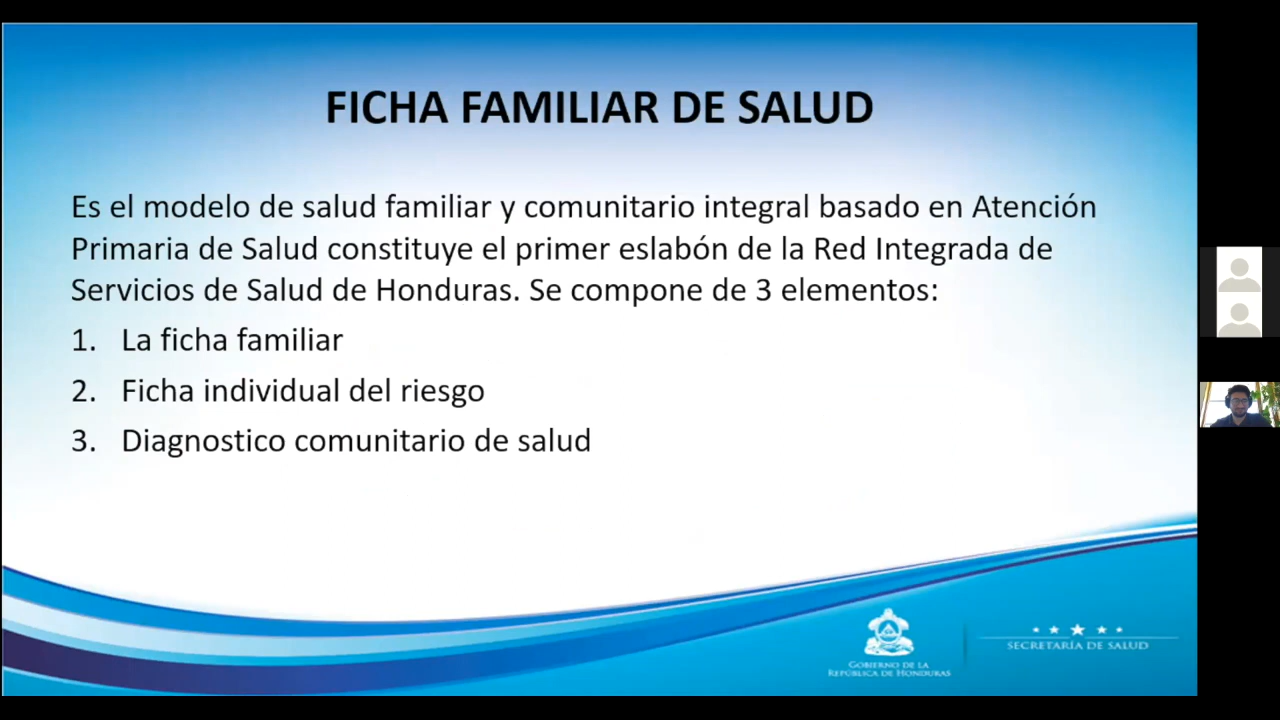 FICHA FAMILIAR DE SALUD
Es el modelo de salud familiar y comunitario integral basado en Atención
Primaria de Salud constituye el primer eslabón de la Red Integrada de
Servicios de Salud de Honduras. Se compone de 3 elementos:
1. La ficha familiar
2. Ficha individual del riesgo
3. Diagnostico comunitario de salud
GOBIERNO DE LA
REPÚBLICA DE HONDURAS
SECRETARÍA DE SALUD